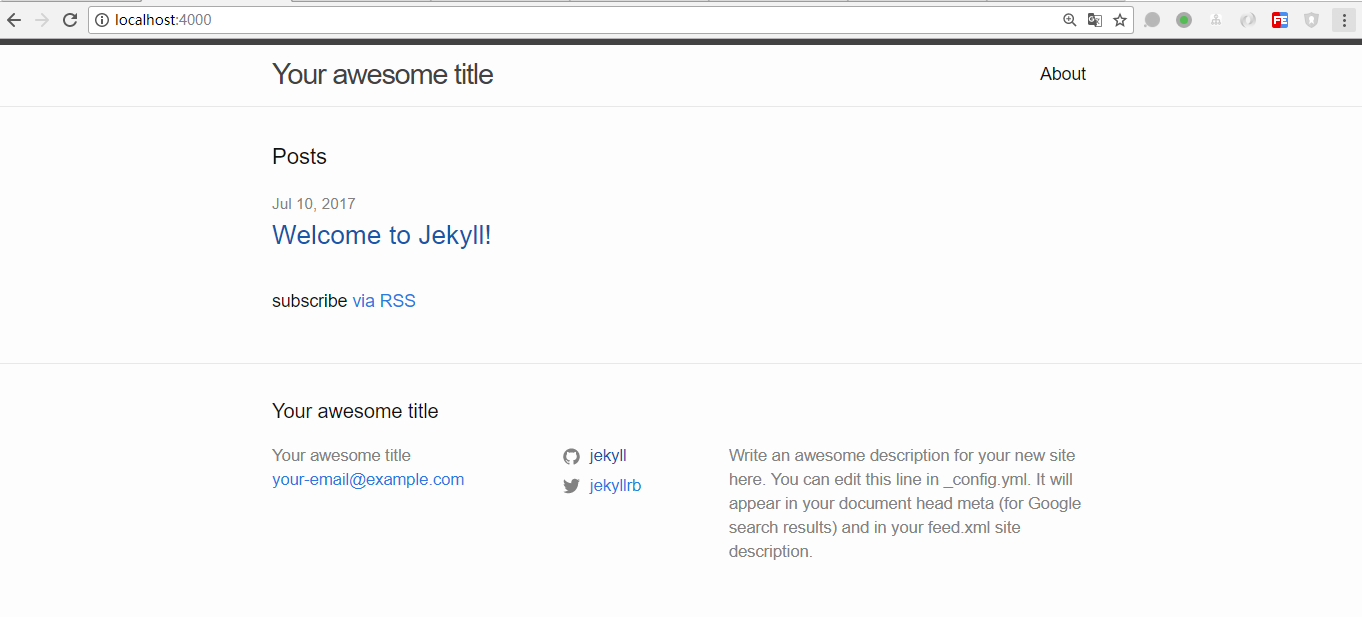 localhost:4000
FE
Your awesome title
About
Posts
Jul 10, 2017
Welcome to Jekyll!
subscribe via RSS
Your awesome title
Your awesome title
your-email@example.com
jekyll
jekyllrb
Write an awesome description for your new site
here. You can edit this line in _config.yml. It will
appear in your document head meta (for Google
search results) and in your feed.xml site
description.